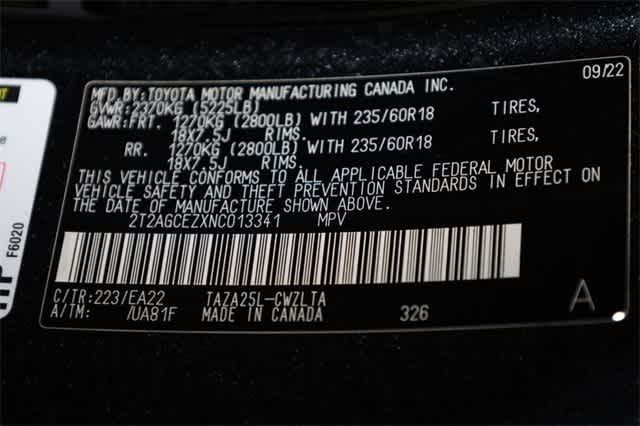 09/22
MFD.BY:TOYOTA MOTOR MANUFACTURING CANADA INC.
GVWR:2370KG (5225LB)
GAWR:FRT. 1270KG (2800LB) WITH 235/60R18 TIRES,
18X7.5J RIMS.
RR. 1270KG (2800LB) WITH 235/60R18 TIRES,
18X7.5J RIMS.
THIS VEHICLE CONFORMS TO ALL APPLICABLE FEDERAL MOTOR
VEHICLE SAFETY AND THEFT PREVENTION STANDARDS IN EFFECT ON
THE DATE OF MANUFACTURE SHOWN ABOVE.
2T2AGCEZXNC013341 MPV
C/TR:223/EA22 TAZA25L-CWZLTA
A/TM: /UA81F MADE IN CANADA 326
A
F6020